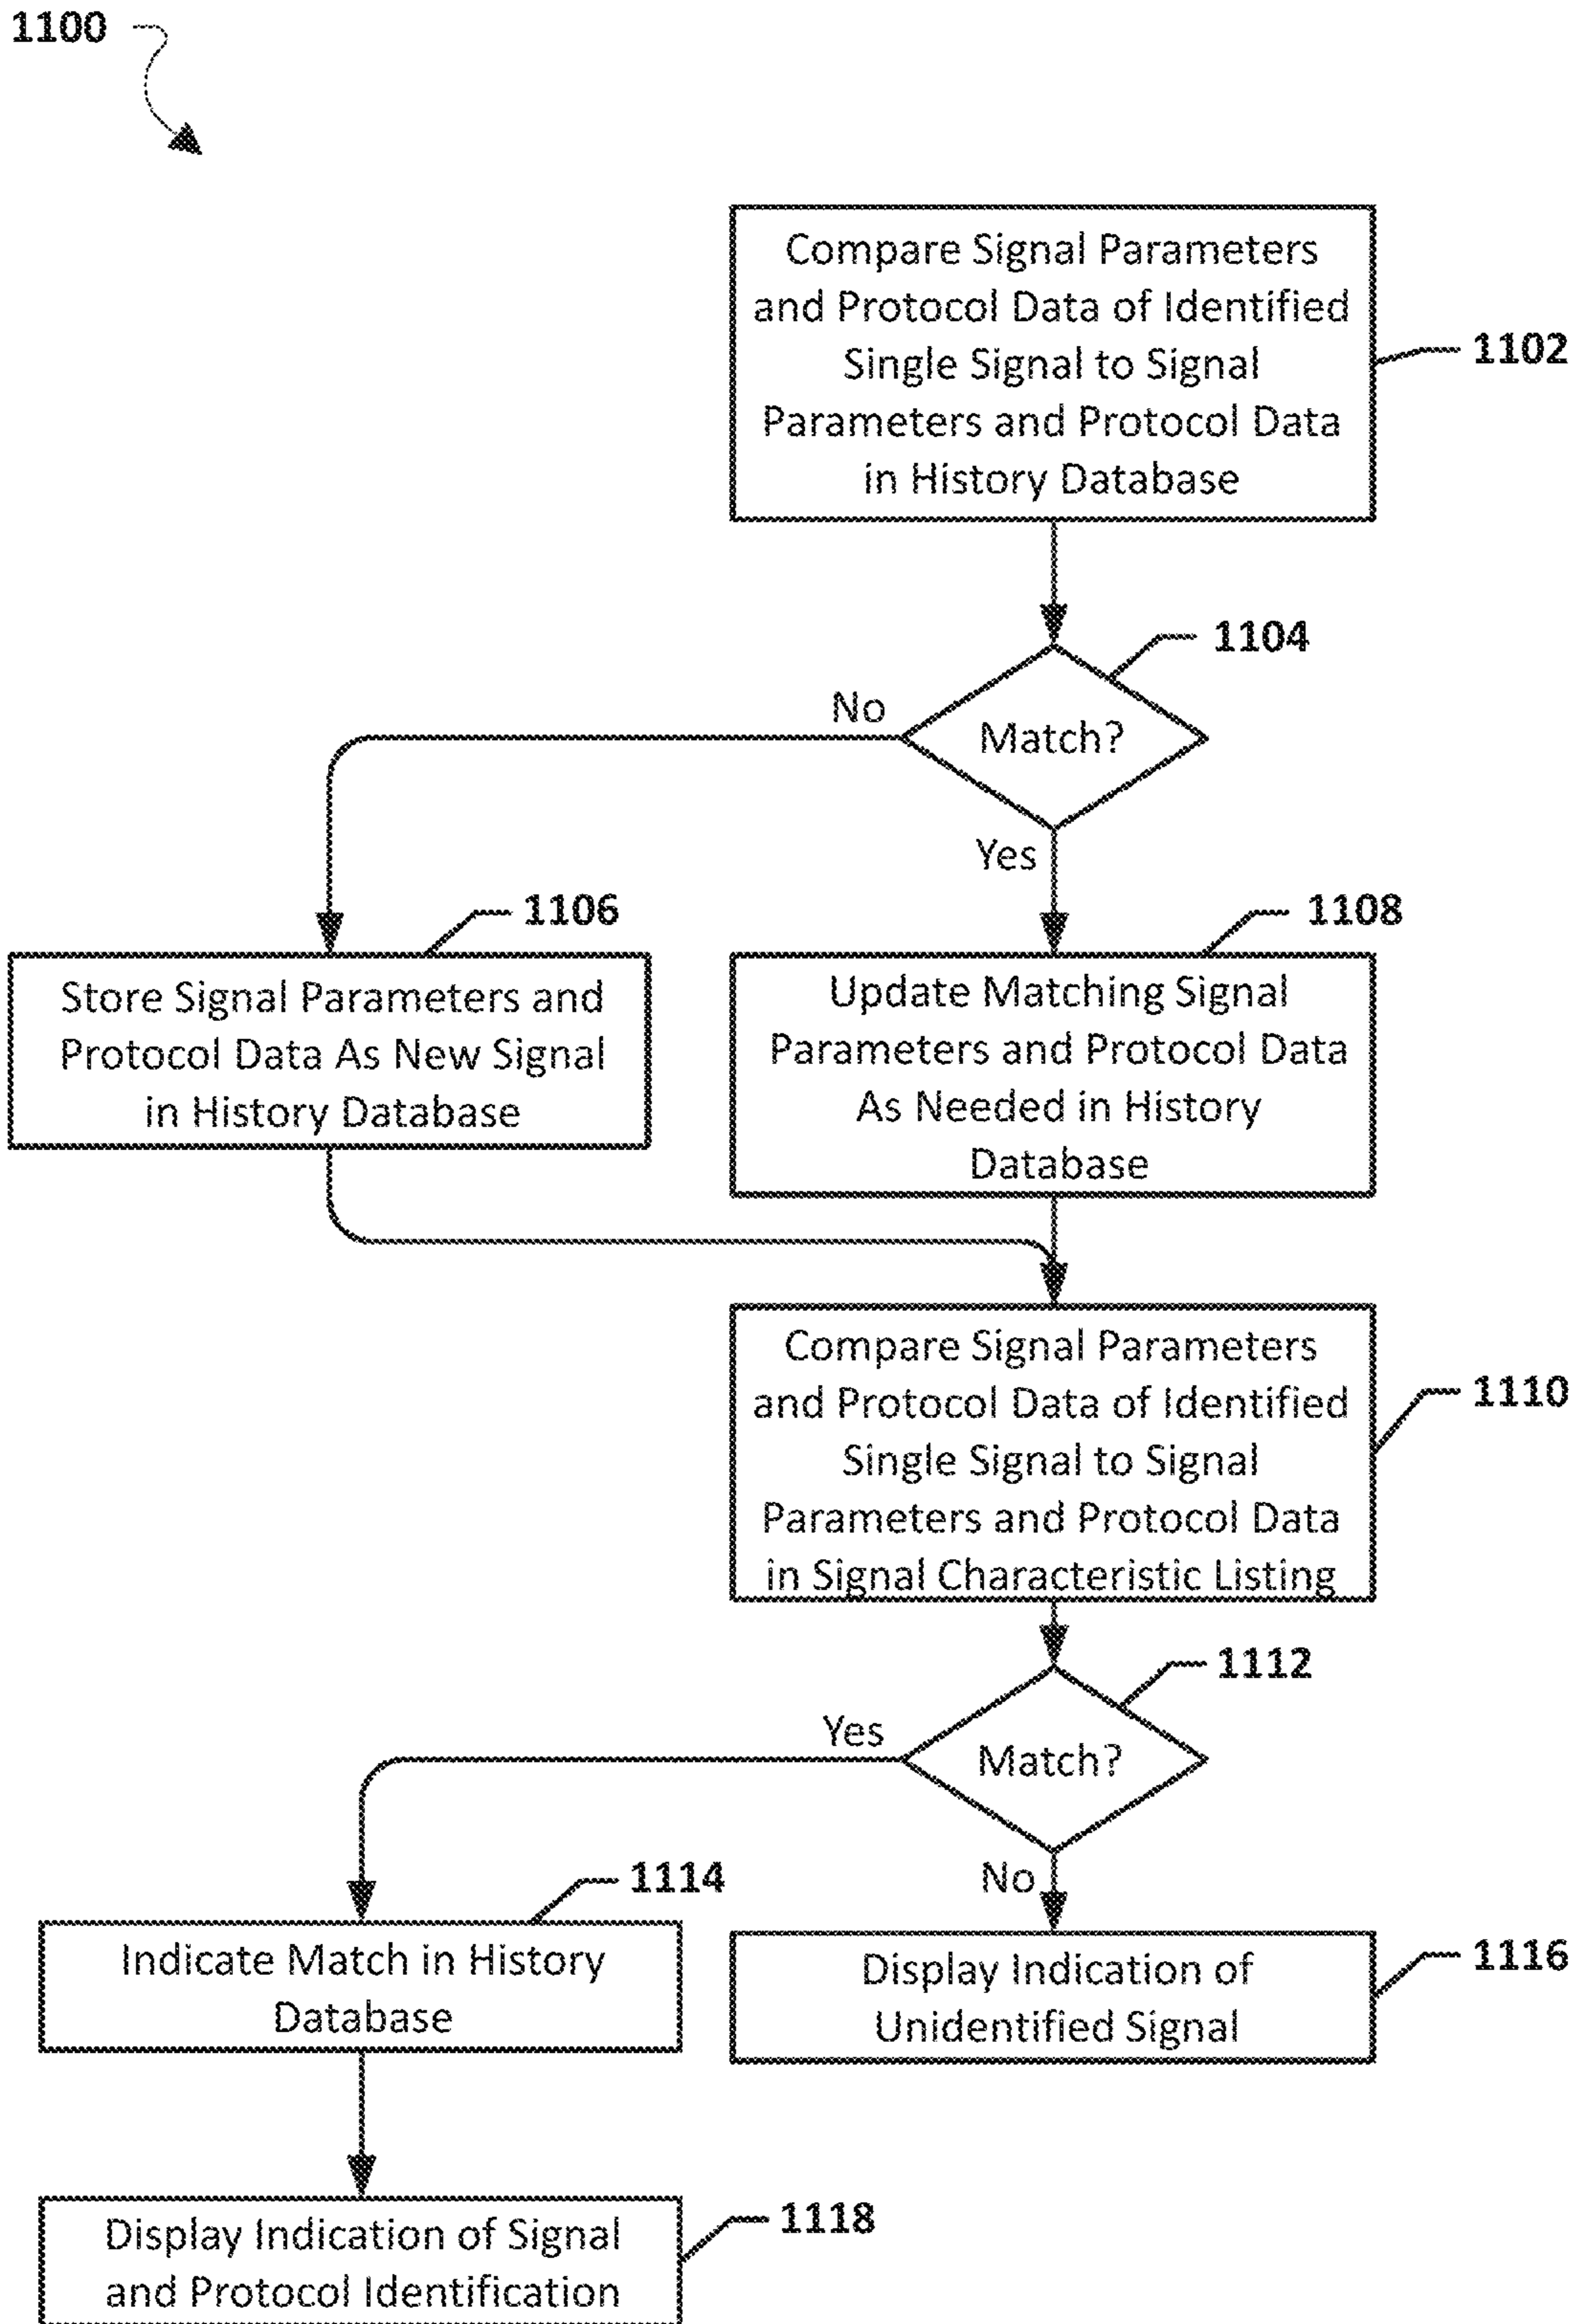 1100
Compare Signal Parameters
and Protocol Data of Identified
Single Signal to Signal
Parameters and Protocol Data
in History Database
1102
1104
Match?
No
Yes
1106
Store Signal Parameters and
Protocol Data As New Signal
in History Database
1108
Update Matching Signal
Parameters and Protocol Data
As Needed in History
Database
Compare Signal Parameters
and Protocol Data of Identified
Single Signal to Signal
Parameters and Protocol Data
in Signal Characteristic Listing
1110
1112
Match?
Yes
No
1114
Indicate Match in History
Database
Display Indication of
Unidentified Signal
1116
Display Indication of Signal
and Protocol Identification
1118